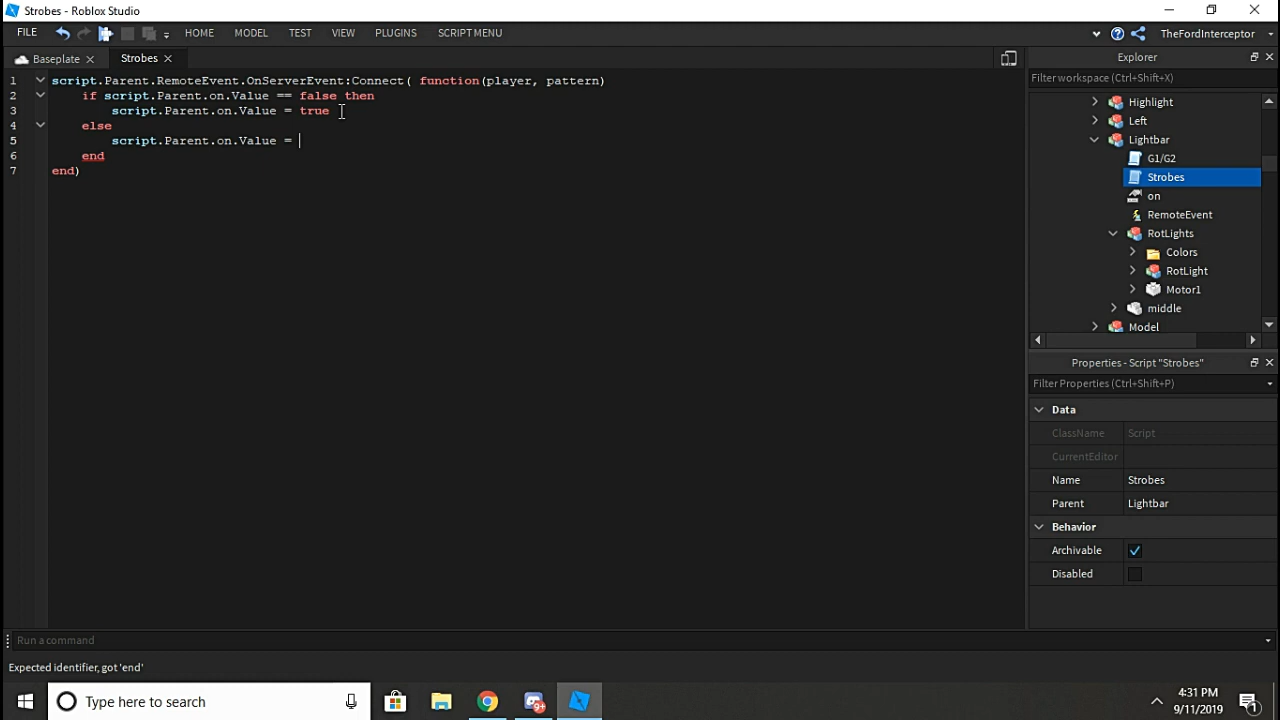 Strobes - Roblox Studio
FILE HOME MODEL TEST VIEW PLUGINS SCRIPT MENU TheFordInterceptor
Baseplate Strobes
1 script.Parent.RemoteEvent.OnServerEvent:Connect( function(player, pattern)
2 if script.Parent.on.Value == false then
3 script.Parent.on.Value = true
4 else
5 script.Parent.on.Value =
6 end
7 end)
Explorer
Filter workspace (Ctrl+Shift+X)
Highlight
Left
Lightbar
G1/G2
Strobes
on
RemoteEvent
RotLights
Colors
RotLight
Motor1
middle
Model
Properties - Script "Strobes"
Filter Properties (Ctrl+Shift+P)
Data
ClassName Script
CurrentEditor
Name Strobes
Parent Lightbar
Behavior
Archivable
Disabled
Run a command
Expected identifier, got 'end'
Type here to search
9+
4:31 PM
9/11/2019
1